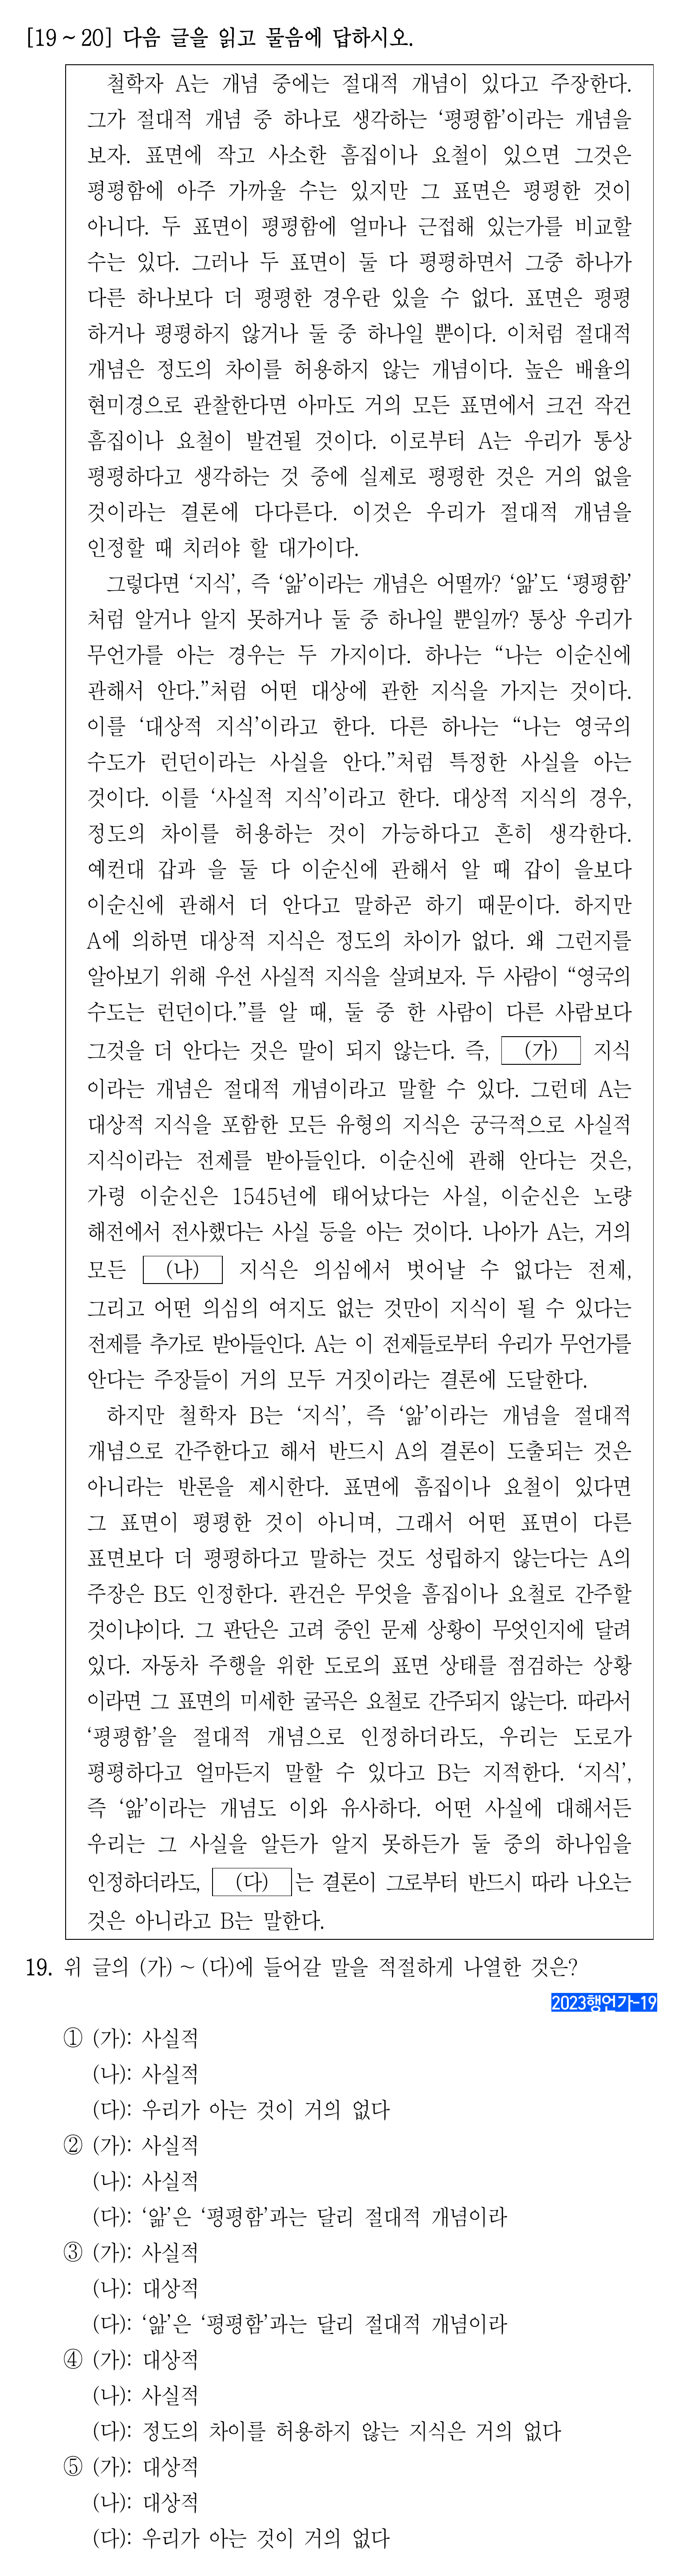 [19~20] 다음 글을 읽고 물음에 답하시오.
철학자 A는 개념 중에는 절대적 개념이 있다고 주장한다.
그가 절대적 개념 중 하나로 생각하는 ‘평평함’이라는 개념을
보자. 표면에 작고 사소한 흠집이나 요철이 있으면 그것은
평평함에 아주 가까울 수는 있지만 그 표면은 평평한 것이
아니다. 두 표면이 평평함에 얼마나 근접해 있는가를 비교할
수는 있다. 그러나 두 표면이 둘 다 평평하면서 그중 하나가
다른 하나보다 더 평평한 경우란 있을 수 없다. 표면은 평평
하거나 평평하지 않거나 둘 중 하나일 뿐이다. 이처럼 절대적
개념은 정도의 차이를 허용하지 않는 개념이다. 높은 배율의
현미경으로 관찰한다면 아마도 거의 모든 표면에서 크건 작건
흠집이나 요철이 발견될 것이다. 이로부터 A는 우리가 통상
평평하다고 생각하는 것 중에 실제로 평평한 것은 거의 없을
것이라는 결론에 다다른다. 이것은 우리가 절대적 개념을
인정할 때 치러야 할 대가이다.
그렇다면 ‘지식’, 즉 ‘앎’이라는 개념은 어떨까? ‘앎’도 ‘평평함’
처럼 알거나 알지 못하거나 둘 중 하나일 뿐일까? 통상 우리가
무언가를 아는 경우는 두 가지이다. 하나는 “나는 이순신에
관해서 안다.”처럼 어떤 대상에 관한 지식을 가지는 것이다.
이를 ‘대상적 지식’이라고 한다. 다른 하나는 “나는 영국의
수도가 런던이라는 사실을 안다.”처럼 특정한 사실을 아는
것이다. 이를 ‘사실적 지식’이라고 한다. 대상적 지식의 경우,
정도의 차이를 허용하는 것이 가능하다고 흔히 생각한다.
예컨대 갑과 을 둘 다 이순신에 관해서 알 때 갑이 을보다
이순신에 관해서 더 안다고 말하곤 하기 때문이다. 하지만
A에 의하면 대상적 지식은 정도의 차이가 없다. 왜 그런지를
알아보기 위해 우선 사실적 지식을 살펴보자. 두 사람이 “영국의
수도는 런던이다.”를 알 때, 둘 중 한 사람이 다른 사람보다
그것을 더 안다는 것은 말이 되지 않는다. 즉, (가) 지식
이라는 개념은 절대적 개념이라고 말할 수 있다. 그런데 A는
대상적 지식을 포함한 모든 유형의 지식은 궁극적으로 사실적
지식이라는 전제를 받아들인다. 이순신에 관해 안다는 것은,
가령 이순신은 1545년에 태어났다는 사실, 이순신은 노량
해전에서 전사했다는 사실 등을 아는 것이다. 나아가 A는, 거의
모든 (나) 지식은 의심에서 벗어날 수 없다는 전제,
그리고 어떤 의심의 여지도 없는 것만이 지식이 될 수 있다는
전제를 추가로 받아들인다. A는 이 전제들로부터 우리가 무언가를
안다는 주장들이 거의 모두 거짓이라는 결론에 도달한다.
하지만 철학자 B는 ‘지식’, 즉 ‘앎’이라는 개념을 절대적
개념으로 간주한다고 해서 반드시 A의 결론이 도출되는 것은
아니라는 반론을 제시한다. 표면에 흠집이나 요철이 있다면
그 표면이 평평한 것이 아니며, 그래서 어떤 표면이 다른
표면보다 더 평평하다고 말하는 것도 성립하지 않는다는 A의
주장은 B도 인정한다. 관건은 무엇을 흠집이나 요철로 간주할
것이냐이다. 그 판단은 고려 중인 문제 상황이 무엇인지에 달려
있다. 자동차 주행을 위한 도로의 표면 상태를 점검하는 상황
이라면 그 표면의 미세한 굴곡은 요철로 간주되지 않는다. 따라서
‘평평함’을 절대적 개념으로 인정하더라도, 우리는 도로가
평평하다고 얼마든지 말할 수 있다고 B는 지적한다. ‘지식’,
즉 ‘앎’이라는 개념도 이와 유사하다. 어떤 사실에 대해서든
우리는 그 사실을 알든가 알지 못하든가 둘 중의 하나임을
인정하더라도, (다) 는 결론이 그로부터 반드시 따라 나오는
것은 아니라고 B는 말한다.
19. 위 글의 (가)~(다)에 들어갈 말을 적절하게 나열한 것은?
2023행언가-19
① (가): 사실적
(나): 사실적
(다): 우리가 아는 것이 거의 없다
② (가): 사실적
(나): 사실적
(다): ‘앎’은 ‘평평함’과는 달리 절대적 개념이라
③ (가): 사실적
(나): 대상적
(다): ‘앎’은 ‘평평함’과는 달리 절대적 개념이라
④ (가): 대상적
(나): 사실적
(다): 정도의 차이를 허용하지 않는 지식은 거의 없다
⑤ (가): 대상적
(나): 대상적
(다): 우리가 아는 것이 거의 없다